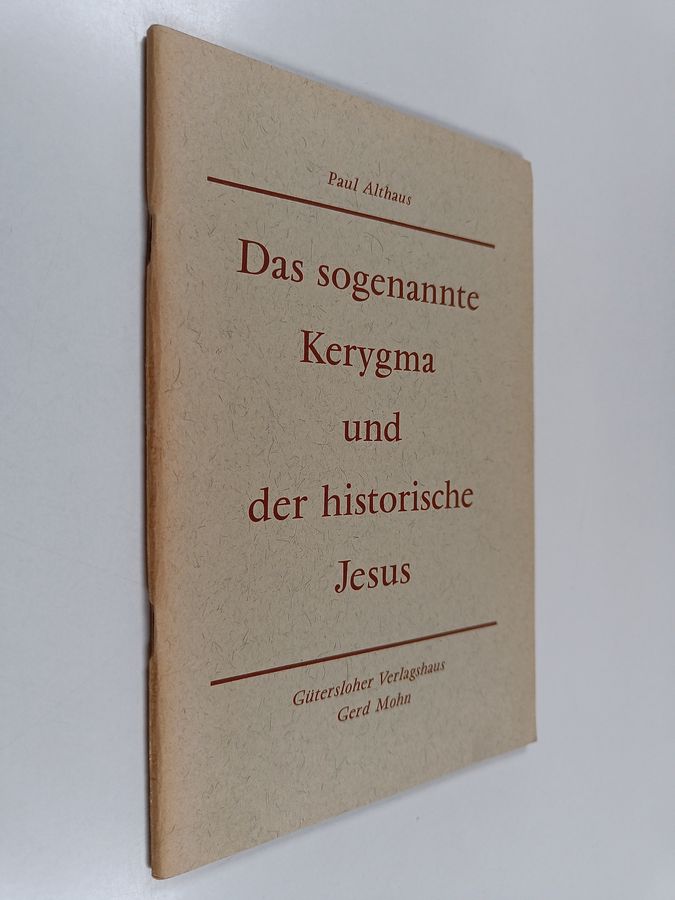 Paul Althaus
Das sogenannte
Kerygma
und
der historische
Jesus
Gütersloher Verlagshaus
Gerd Mohn